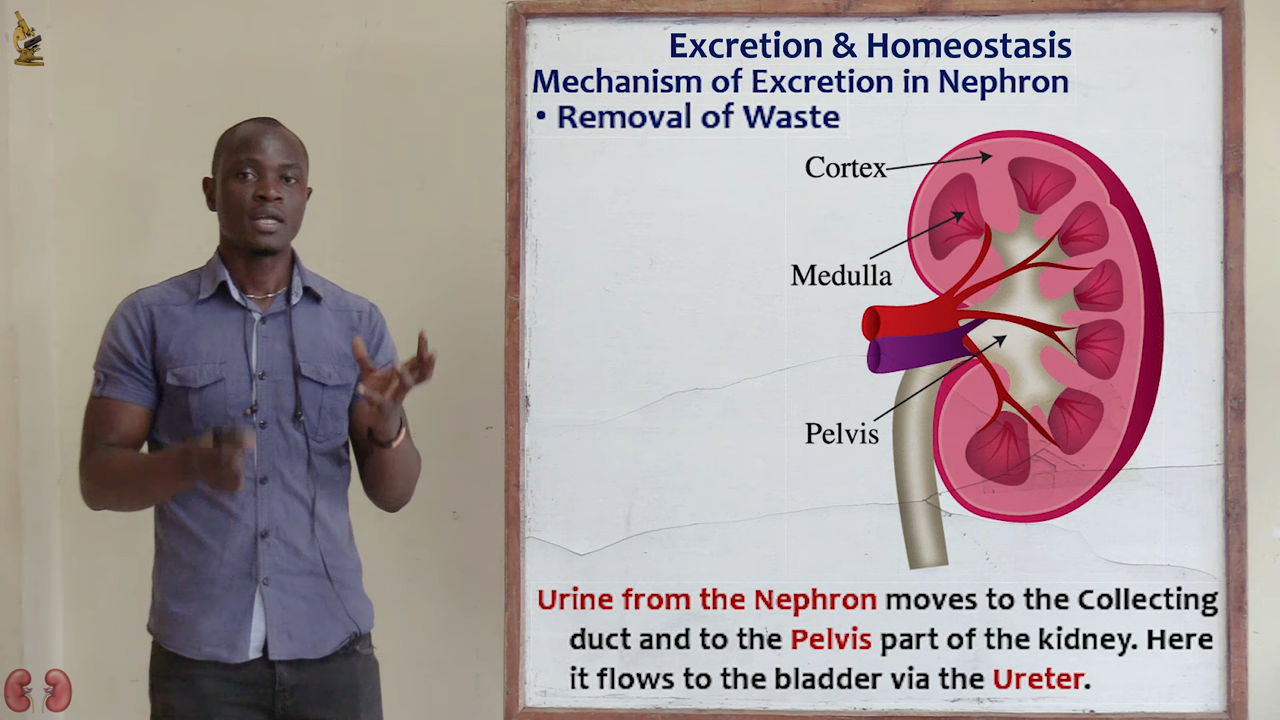 Excretion & Homeostasis
Mechanism of Excretion in Nephron
• Removal of Waste
Cortex
Medulla
Pelvis
Urine from the Nephron moves to the Collecting
duct and to the Pelvis part of the kidney. Here
it flows to the bladder via the Ureter.